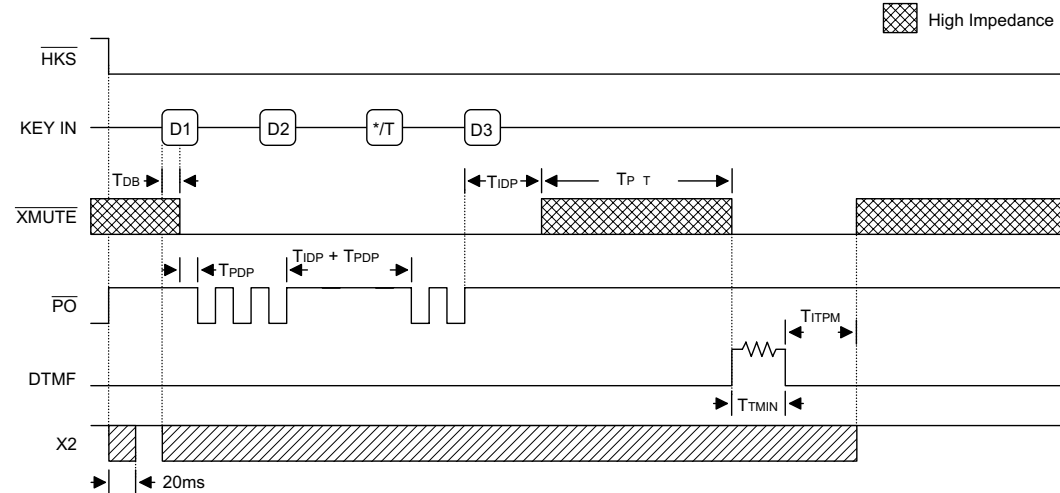 High Impedance
HKS
KEY IN D1 D2 */T D3
TDB TIDP TP T
XMUTE
TPDP TIDP + TPDP
PO
TITPM
DTMF
TTMIN
X2
20ms